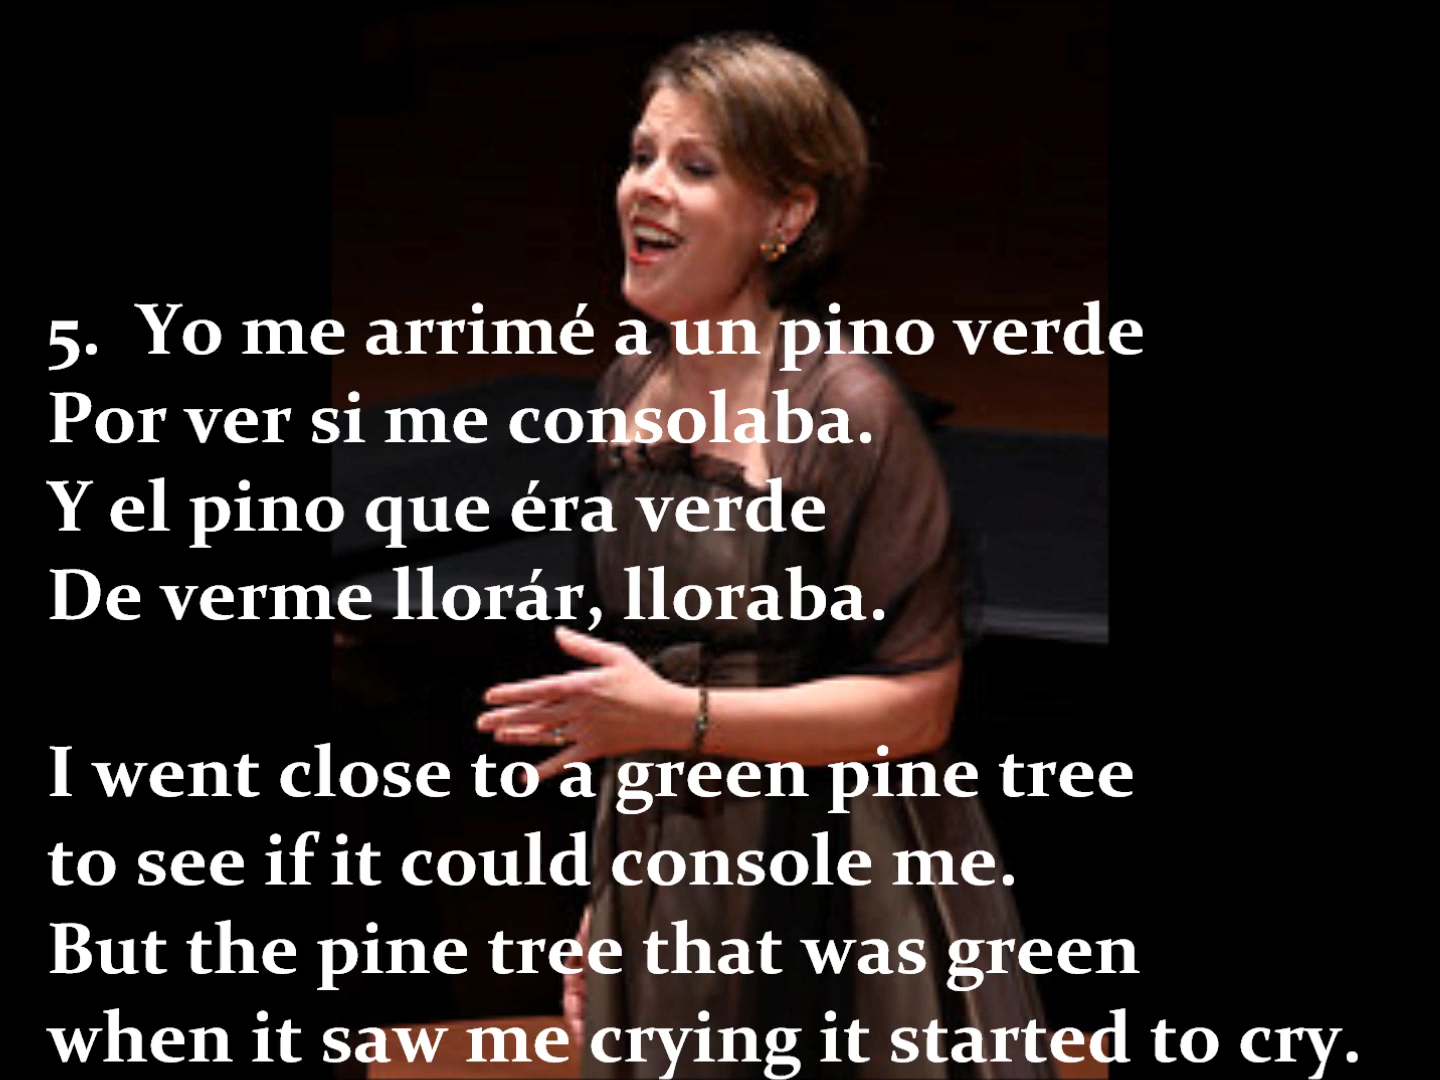 5. Yo me arrimé a un pino verde
Por ver si me consolaba.
Y el pino que éra verde
De verme llorár, lloraba.
I went close to a green pine tree
to see if it could console me.
But the pine tree that was green
when it saw me crying it started to cry.